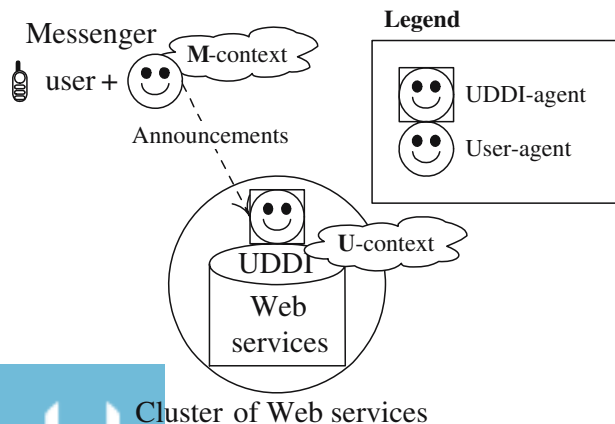 Messenger
user +
M-context
Announcements
U-context
UDDI
Web
services
Cluster of Web services
Legend
UDDI-agent
User-agent